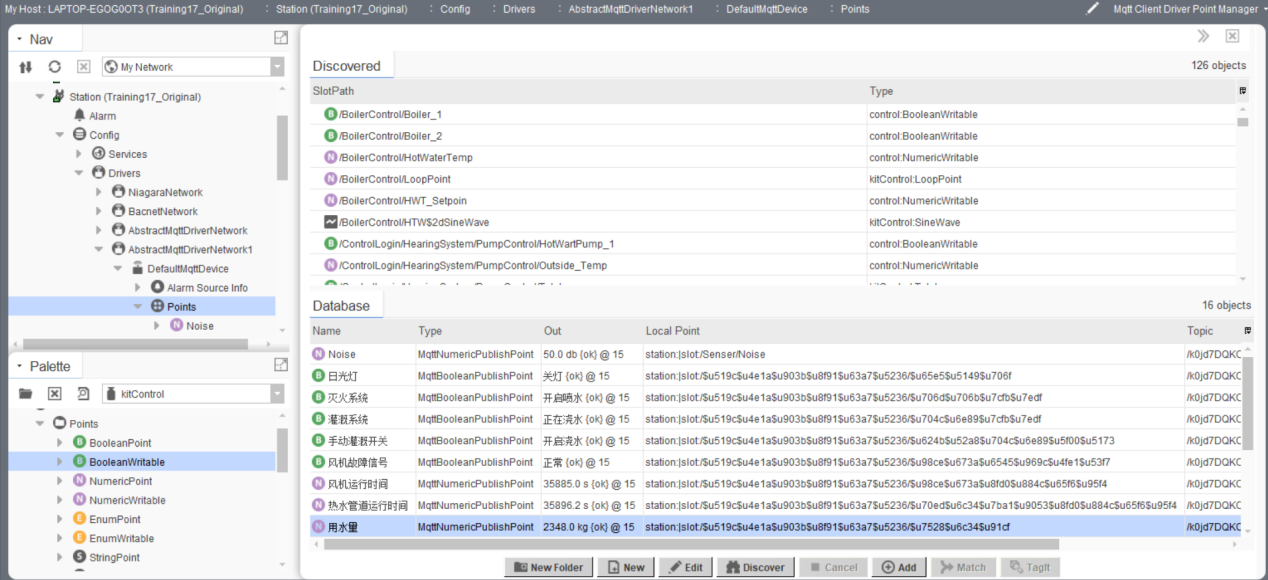 My Host : LAPTOP-EGOG0OT3 (Training17_Original) : Station (Training17_Original) : Config : Drivers : AbstractMqttDriverNetwork1 : DefaultMqttDevice : Points Mqtt Client Driver Point Manager
Nav
My Network
Station (Training17_Original)
Alarm
Config
Services
Drivers
NiagaraNetwork
BacnetNetwork
AbstractMqttDriverNetwork
AbstractMqttDriverNetwork1
DefaultMqttDevice
Alarm Source Info
Points
N Noise
Palette
kitControl
Points
B BooleanPoint
B BooleanWritable
N NumericPoint
N NumericWritable
E EnumPoint
E EnumWritable
S StringPoint
Discovered 126 objects
SlotPath Type
B /BoilerControl/Boiler_1 control:BooleanWritable
B /BoilerControl/Boiler_2 control:BooleanWritable
N /BoilerControl/HotWaterTemp control:NumericWritable
N /BoilerControl/LoopPoint kitControl:LoopPoint
N /BoilerControl/HWT_Setpoin control:NumericWritable
/BoilerControl/HTW$2dSineWave kitControl:SineWave
B /ControlLogin/HearingSystem/PumpControl/HotWartPump_1 control:BooleanWritable
N /ControlLogin/HearingSystem/PumpControl/Outside_Temp control:NumericWritable
Database 16 objects
Name Type Out Local Point Topic
N Noise MqttNumericPublishPoint 50.0 db {ok} @ 15 station:|slot:/Senser/Noise /k0jd7DQKC
B 日光灯 MqttBooleanPublishPoint 关灯 {ok} @ 15 station:|slot:/$u519c$u4e1a$u903b$u8f91$u63a7$u5236/$u65e5$u5149$u706f /k0jd7DQKC
B 灭火系统 MqttBooleanPublishPoint 开启喷水 {ok} @ 15 station:|slot:/$u519c$u4e1a$u903b$u8f91$u63a7$u5236/$u706d$u706b$u7cfb$u7edf /k0jd7DQKC
B 灌溉系统 MqttBooleanPublishPoint 正在浇水 {ok} @ 15 station:|slot:/$u519c$u4e1a$u903b$u8f91$u63a7$u5236/$u704c$u6e89$u7cfb$u7edf /k0jd7DQKC
B 手动灌溉开关 MqttBooleanPublishPoint 开启浇水 {ok} @ 15 station:|slot:/$u519c$u4e1a$u903b$u8f91$u63a7$u5236/$u624b$u52a8$u704c$u6e89$u5f00$u5173 /k0jd7DQKC
B 风机故障信号 MqttBooleanPublishPoint 正常 {ok} @ 15 station:|slot:/$u519c$u4e1a$u903b$u8f91$u63a7$u5236/$u98ce$u673a$u6545$u969c$u4fe1$u53f7 /k0jd7DQKC
N 风机运行时间 MqttNumericPublishPoint 35885.0 s {ok} @ 15 station:|slot:/$u519c$u4e1a$u903b$u8f91$u63a7$u5236/$u98ce$u673a$u8fd0$u884c$u65f6$u95f4 /k0jd7DQKC
N 热水管道运行时间 MqttNumericPublishPoint 35896.2 s {ok} @ 15 station:|slot:/$u519c$u4e1a$u903b$u8f91$u63a7$u5236/$u70ed$u6c34$u7ba1$u9053$u8fd0$u884c$u65f6$u95f4 /k0jd7DQKC
N 用水量 MqttNumericPublishPoint 2348.0 kg {ok} @ 15 station:|slot:/$u519c$u4e1a$u903b$u8f91$u63a7$u5236/$u7528$u6c34$u91cf /k0jd7DQKC
New Folder New Edit Discover Cancel Add Match TagIt